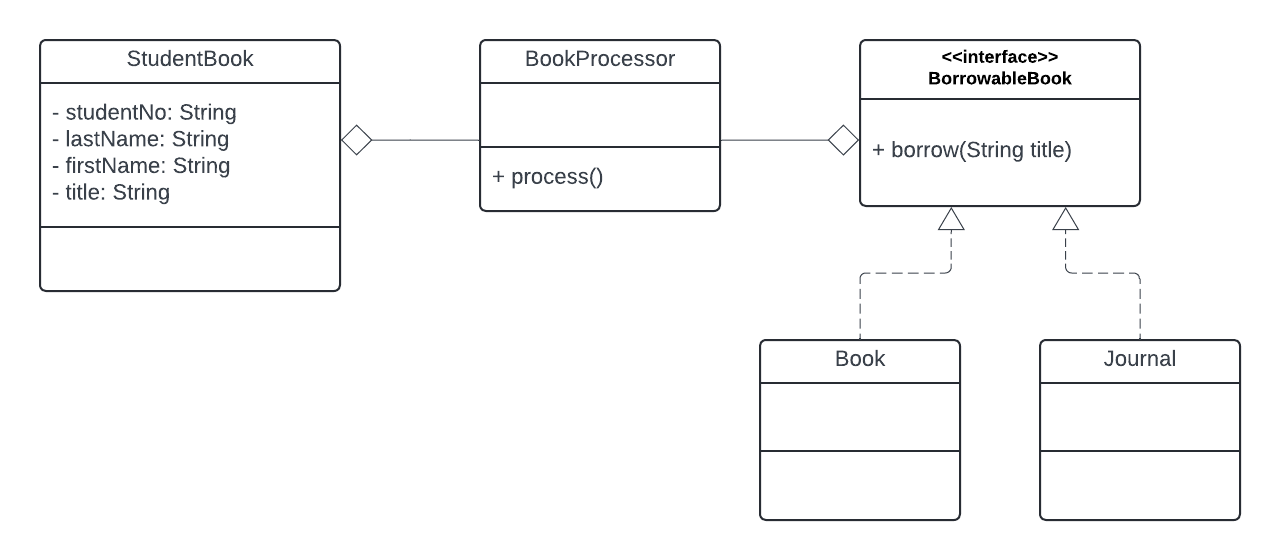 StudentBook
- studentNo: String
- lastName: String
- firstName: String
- title: String
BookProcessor
+ process()
<<interface>>
BorrowableBook
+ borrow(String title)
Book
Journal